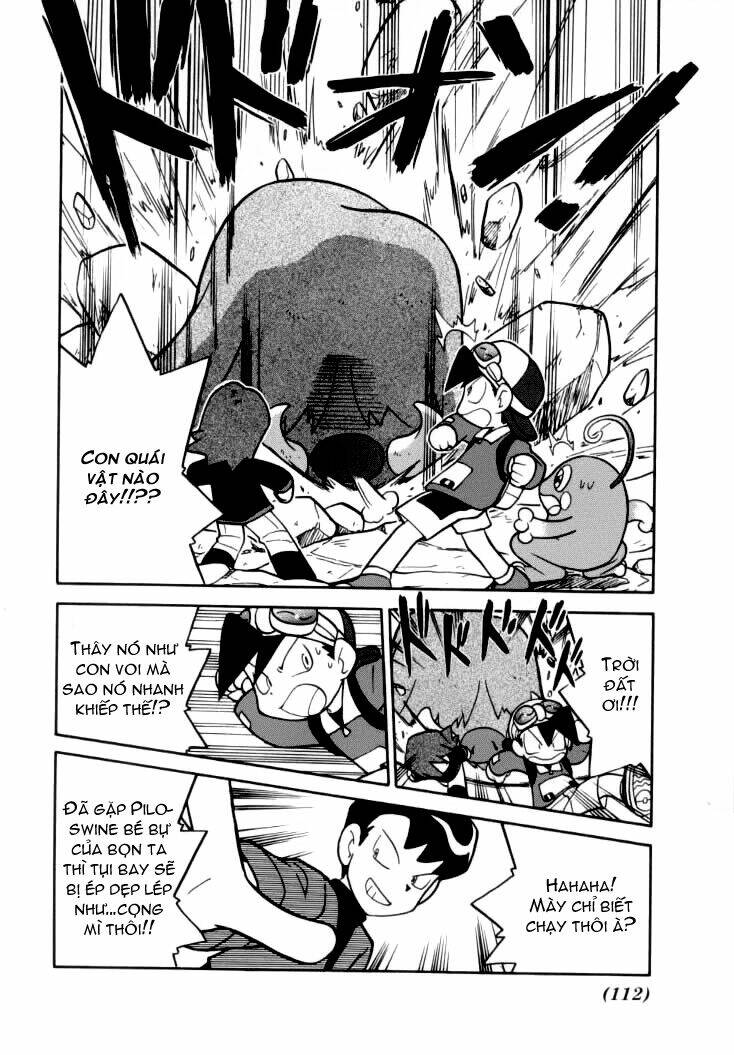 ドドオン!
Con quái
vật nào
đây!!??
ドドドド
Trời
đất
ơi!!!
Thây nó như
con voi mà
sao nó nhanh
khiếp thế!?
Hahaha!
Mày chỉ biết
chạy thôi à?
Đã gặp Pilo-
swine bé bự
của bọn ta
thì tụi bay sẽ
bị ép dẹp lép
như...cọng
mì thôi!!
(112)